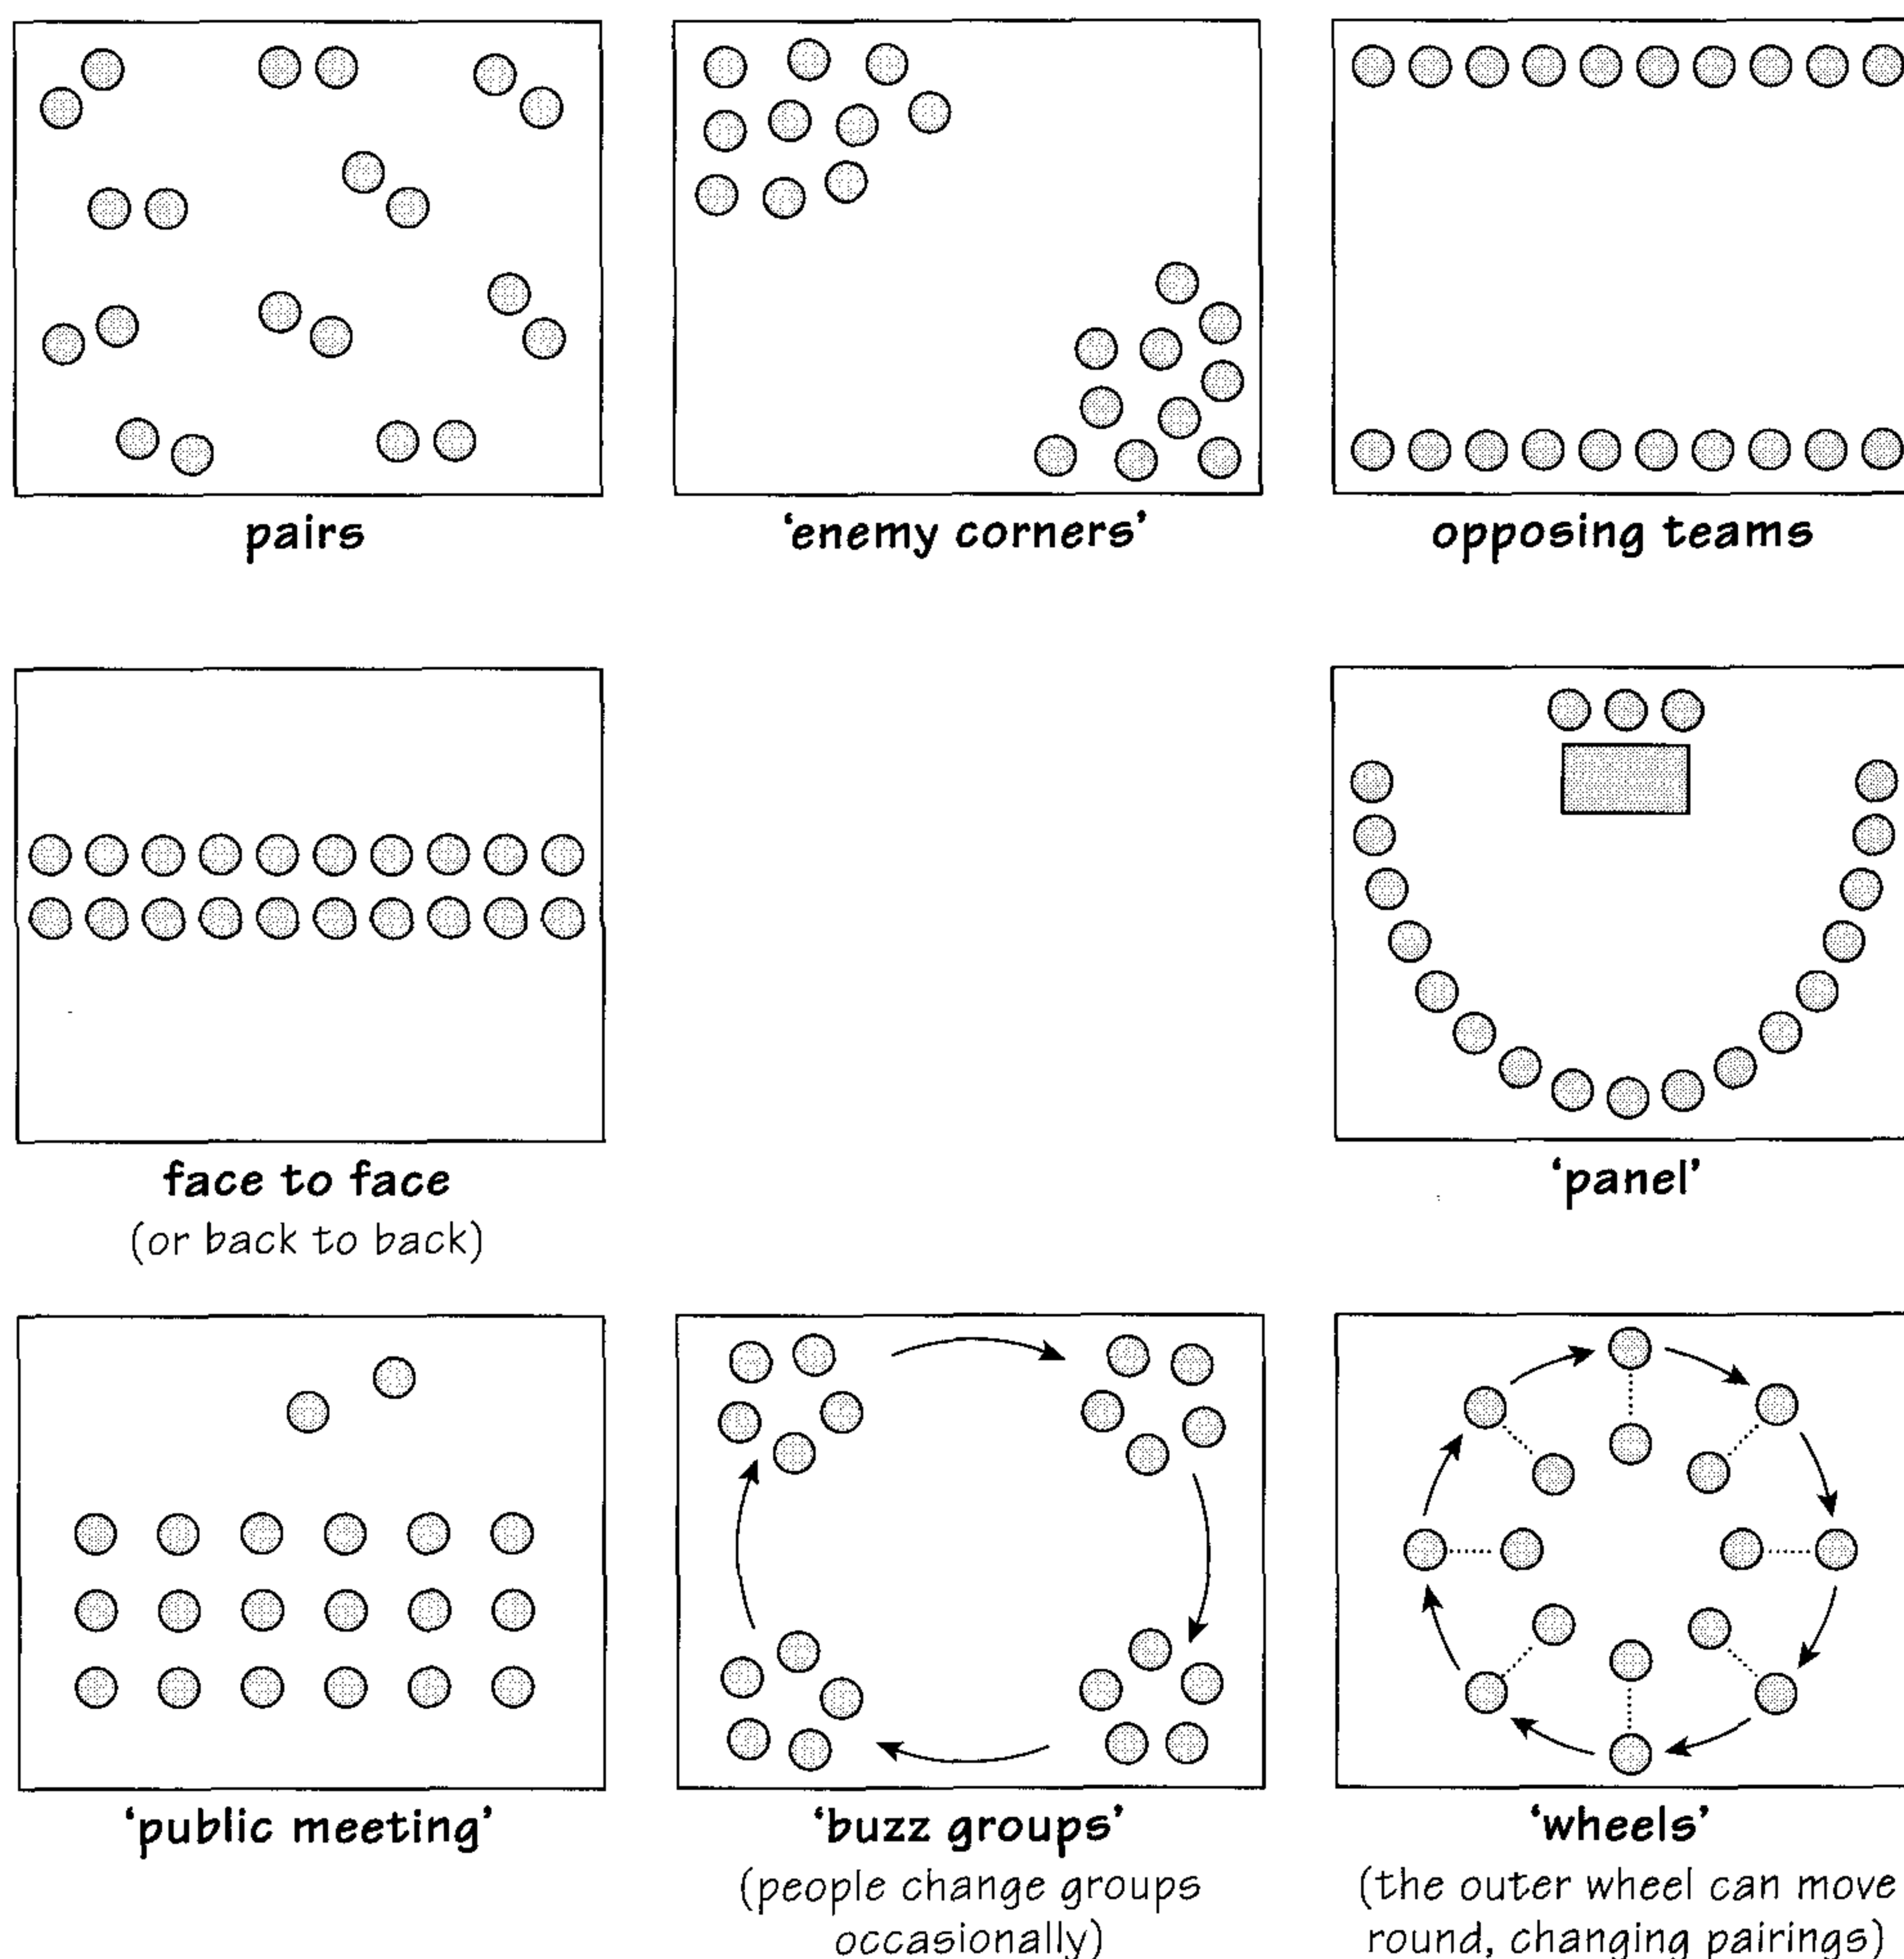 pairs
'enemy corners'
opposing teams
face to face
(or back to back)
'panel'
'public meeting'
'buzz groups'
(people change groups
occasionally)
'wheels'
(the outer wheel can move
round, changing pairings)